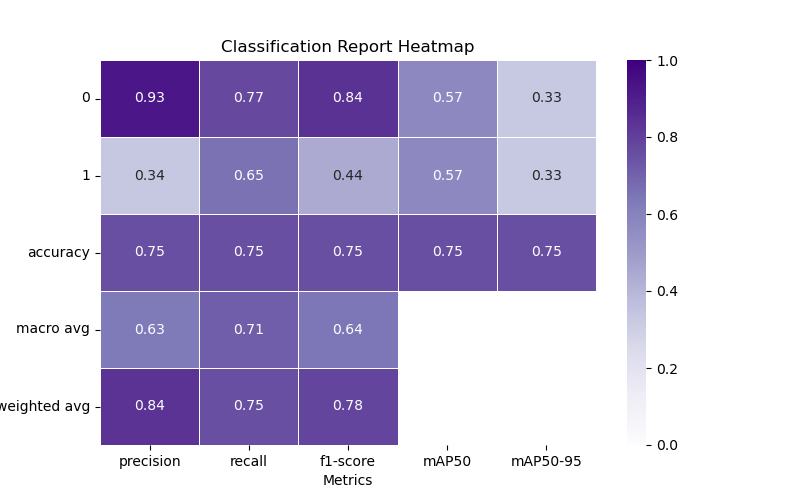 Classification Report Heatmap
0 0.93 0.77 0.84 0.57 0.33
1 0.34 0.65 0.44 0.57 0.33
accuracy 0.75 0.75 0.75 0.75 0.75
macro avg 0.63 0.71 0.64
weighted avg 0.84 0.75 0.78
precision recall f1-score mAP50 mAP50-95
Metrics
1.0
0.8
0.6
0.4
0.2
0.0